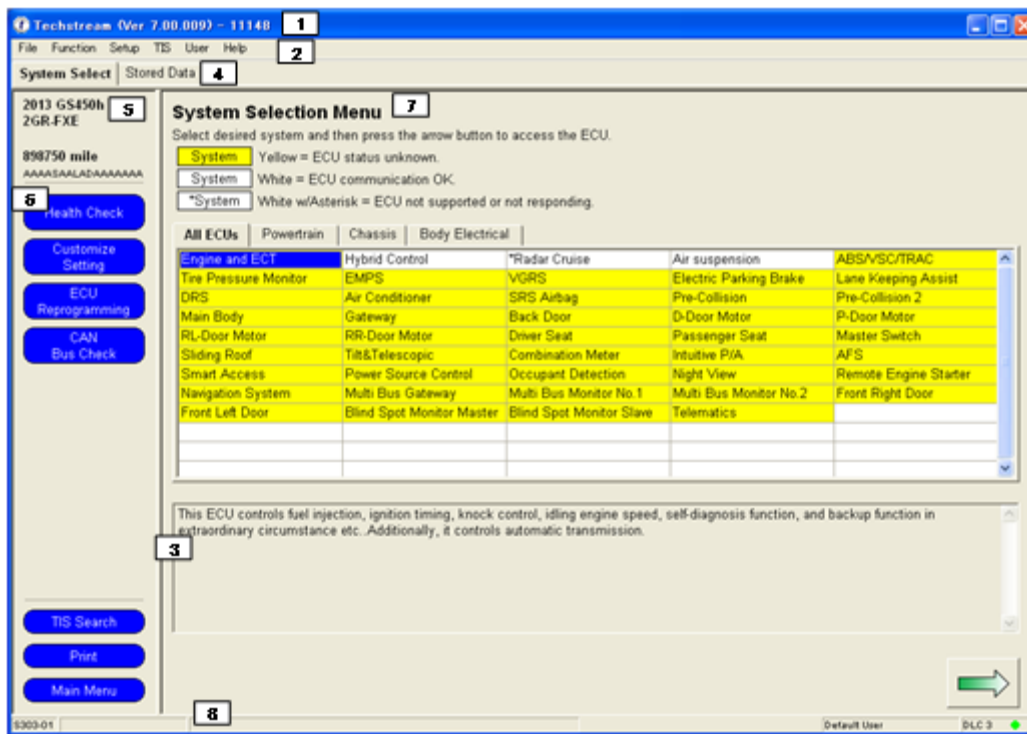 Techstream (Ver 7.00.009) - 11148
1
File Function Setup TIS User Help
2
System Select Stored Data
4
2013 GS450h
5
2GR-FXE
898750 mile
AAAASAALADAAAAAAA
6
Health Check
Customize
Setting
ECU
Reprogramming
CAN
Bus Check
TIS Search
Print
Main Menu
System Selection Menu
7
Select desired system and then press the arrow button to access the ECU.
System Yellow = ECU status unknown.
System White = ECU communication OK.
*System White w/Asterisk = ECU not supported or not responding.
All ECUs Powertrain Chassis Body Electrical
Engine and ECT Hybrid Control *Radar Cruise Air suspension ABS/VSC/TRAC
Tire Pressure Monitor EMPS VGRS Electric Parking Brake Lane Keeping Assist
DRS Air Conditioner SRS Airbag Pre-Collision Pre-Collision 2
Main Body Gateway Back Door D-Door Motor P-Door Motor
RL-Door Motor RR-Door Motor Driver Seat Passenger Seat Master Switch
Sliding Roof Tilt&Telescopic Combination Meter Intuitive P/A AFS
Smart Access Power Source Control Occupant Detection Night View Remote Engine Starter
Navigation System Multi Bus Gateway Multi Bus Monitor No.1 Multi Bus Monitor No.2 Front Right Door
Front Left Door Blind Spot Monitor Master Blind Spot Monitor Slave Telematics
This ECU controls fuel injection, ignition timing, knock control, idling engine speed, self-diagnosis function, and backup function in
extraordinary circumstance etc..Additionally, it controls automatic transmission.
3
8
S303-01 Default User DLC 3